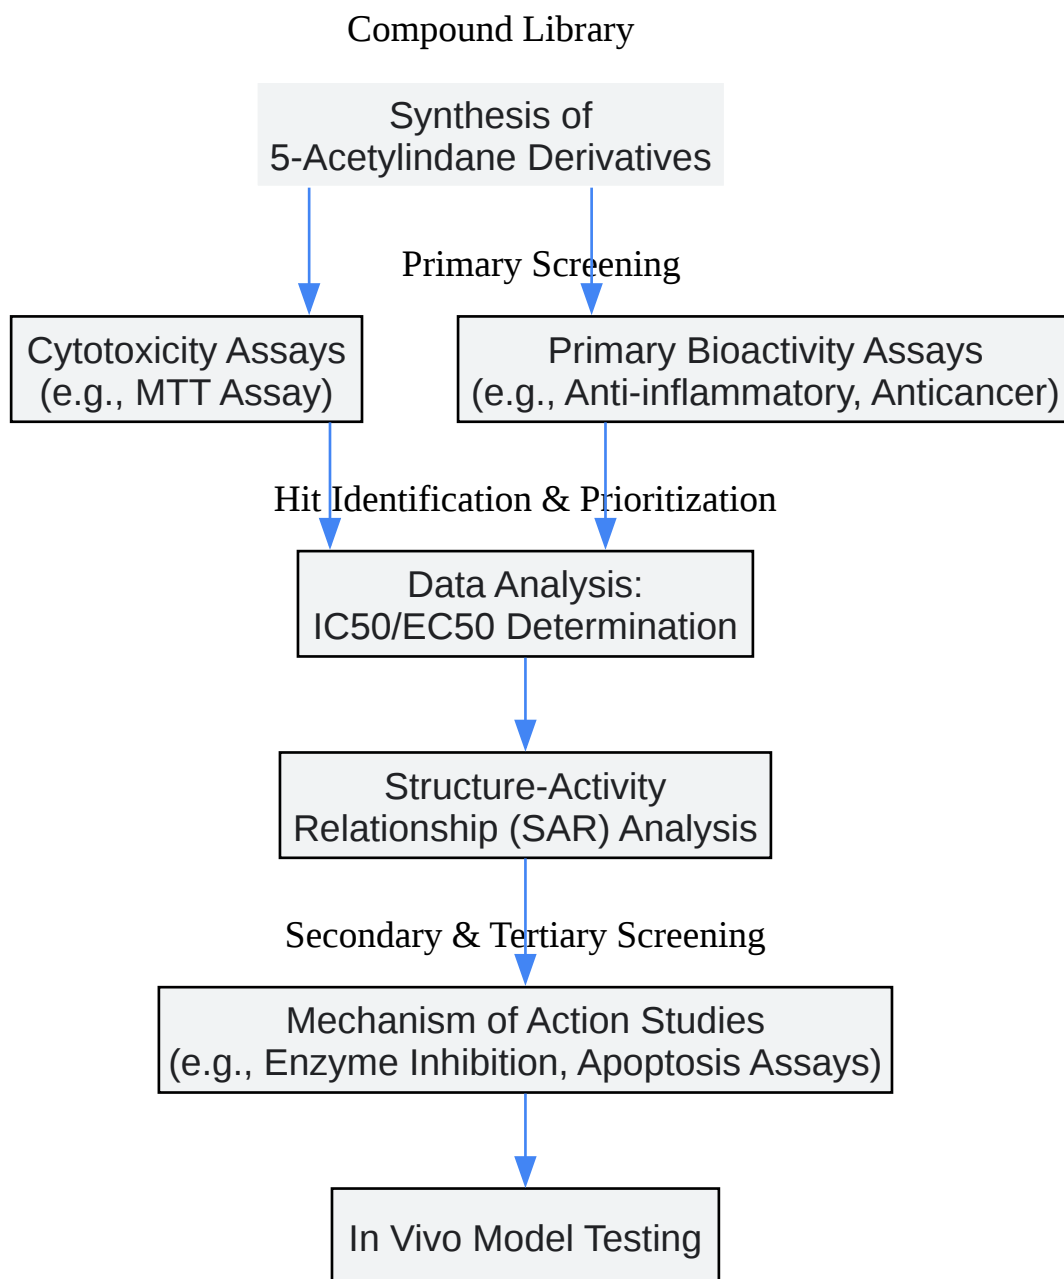 Compound Library
Synthesis of
5-Acetylindane Derivatives
Primary Screening
Cytotoxicity Assays
(e.g., MTT Assay)
Primary Bioactivity Assays
(e.g., Anti-inflammatory, Anticancer)
Hit Identification & Prioritization
Data Analysis:
IC50/EC50 Determination
Structure-Activity
Relationship (SAR) Analysis
Secondary & Tertiary Screening
Mechanism of Action Studies
(e.g., Enzyme Inhibition, Apoptosis Assays)
In Vivo Model Testing